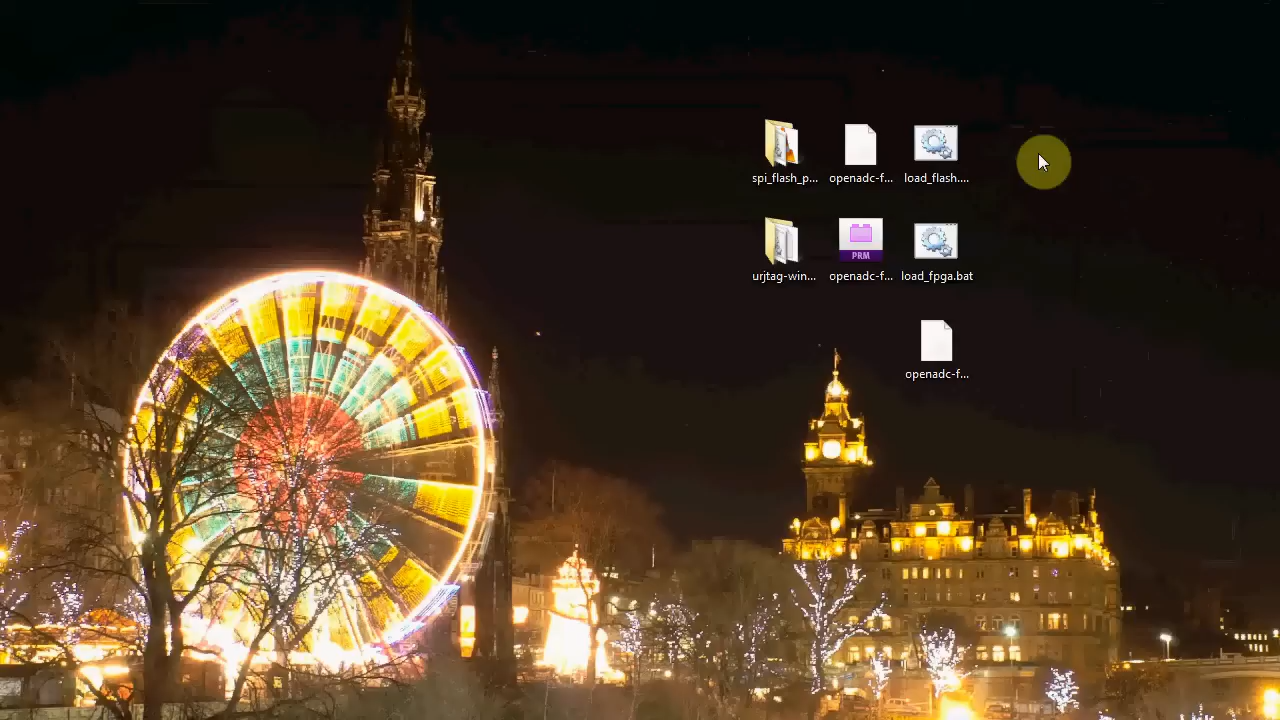 spi_flash_p...
openadc-f...
load_flash....
PRM
urjtag-win...
openadc-f...
load_fpga.bat
openadc-f...